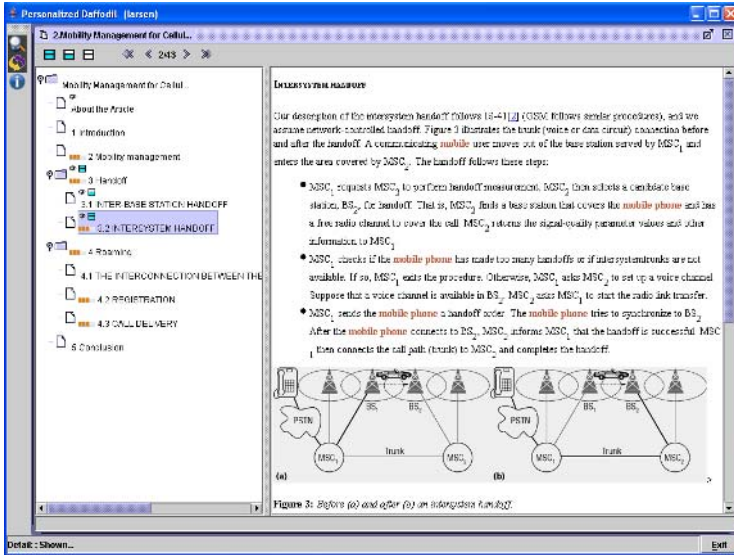 Personalized Daffodil (larsen)
2.Mobility Management for Cellul...
2/43
Mobility Management for Cellul...
About the Article
1 Introduction
2 Mobility management
3 Handoff
3.1 INTER-BASE STATION HANDOFF
3.2 INTERSYSTEM HANDOFF
4 Roaming
4.1 THE INTERCONNECTION BETWEEN THE
4.2 REGISTRATION
4.3 CALL DELIVERY
5 Conclusion
INTERSYSTEM HANDOFF
Our description of the intersystem handoff follows IS-41[2] (GSM follows similar procedures), and we
assume network-controlled handoff. Figure 3 illustrates the trunk (voice or data circuit) connection before
and after the handoff. A communicating mobile user moves out of the base station served by MSC1 and
enters the area covered by MSC2. The handoff follows these steps:
MSC1 requests MSC2 to perform handoff measurement. MSC2 then selects a candidate base
station, BS2, for handoff. That is, MSC2 finds a base station that covers the mobile phone and has
a free radio channel to cover the call. MSC2 returns the signal-quality parameter values and other
information to MSC1
MSC1 checks if the mobile phone has made too many handoffs or if intersystemtrunks are not
available. If so, MSC1 exits the procedure. Otherwise, MSC1 asks MSC2 to set up a voice channel
Suppose that a voice channel is available in BS2. MSC2 asks MSC1 to start the radio link transfer.
MSC1 sends the mobile phone a handoff order. The mobile phone tries to synchronize to BS2
After the mobile phone connects to BS2, MSC2 informs MSC1 that the handoff is successful. MSC
1 then connects the call path (trunk) to MSC2 and completes the handoff.
BS1 BS2 BS1 BS2
PSTN PSTN
Trunk Trunk
MSC1 MSC2 MSC1 MSC2
(a) (b)
Figure 3: Before (a) and after (b) an intersystem handoff.
Detail: Shown... Exit